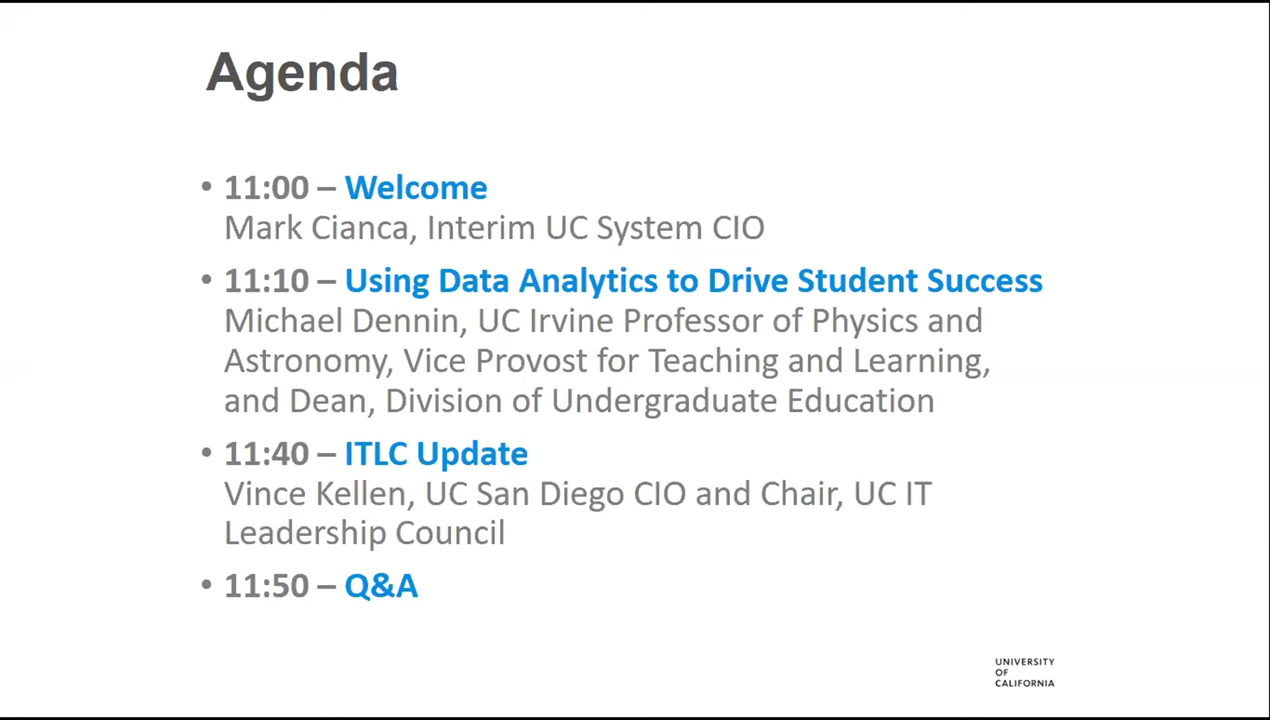 Agenda
• 11:00 – Welcome
Mark Cianca, Interim UC System CIO
• 11:10 – Using Data Analytics to Drive Student Success
Michael Dennin, UC Irvine Professor of Physics and
Astronomy, Vice Provost for Teaching and Learning,
and Dean, Division of Undergraduate Education
• 11:40 – ITLC Update
Vince Kellen, UC San Diego CIO and Chair, UC IT
Leadership Council
• 11:50 – Q&A
UNIVERSITY
OF
CALIFORNIA